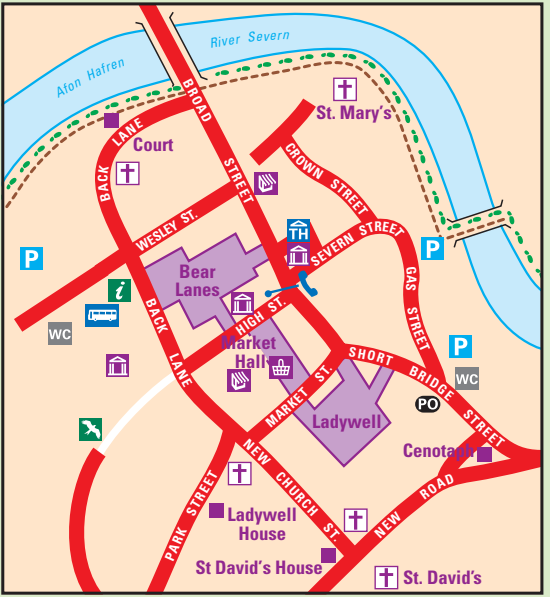 River Severn
Afon Hafren
BROAD
STREET
St. Mary's
BACK
LANE
Court
CROWN STREET
WESLEY ST.
TH
SEVERN STREET
P
P
Bear
Lanes
GAS STREET
i
WC
BACK
LANE
HIGH ST.
Market
Hall
SHORT BRIDGE
STREET
P
WC
PO
MARKET ST.
Ladywell
Cenotaph
NEW CHURCH
ST.
PARK STREET
NEW ROAD
Ladywell
House
St David's House
St. David's